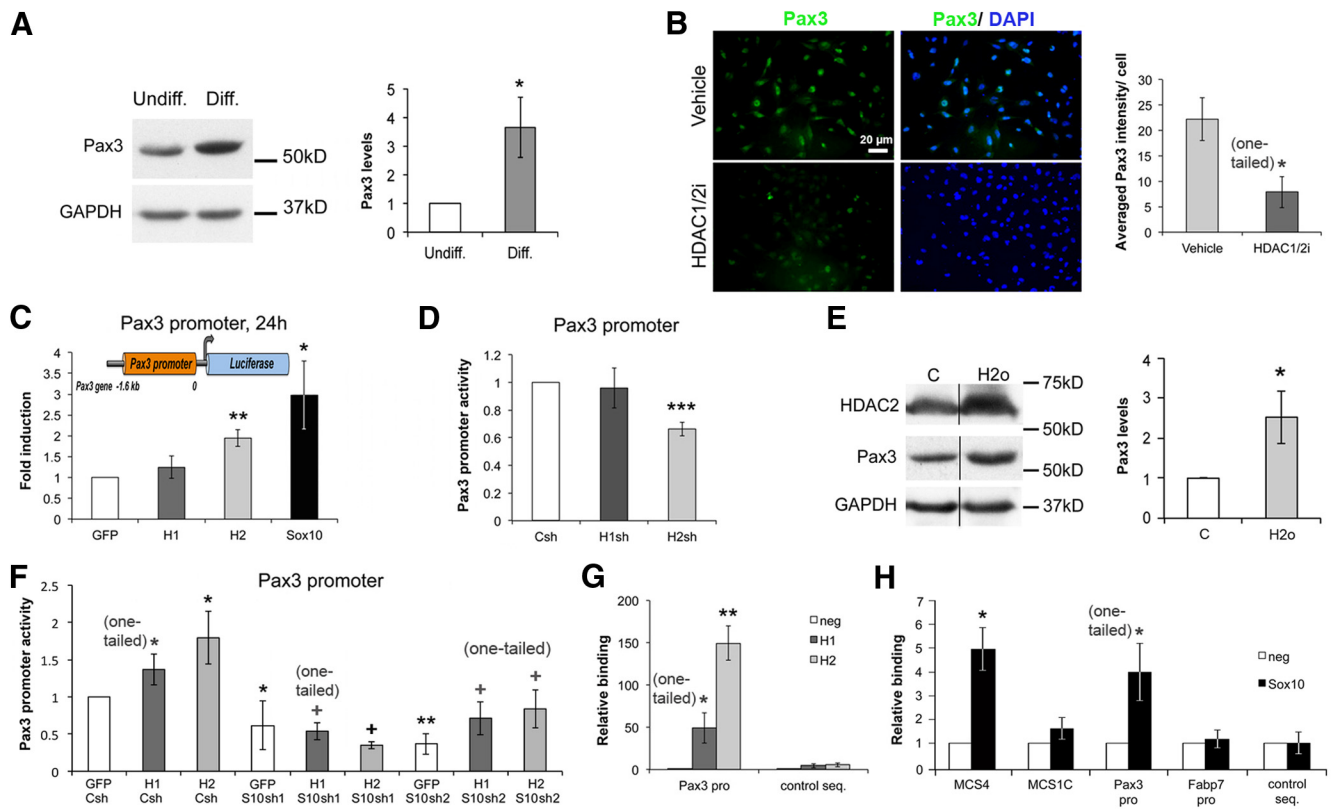 A
Undiff. Diff.
Pax3
50kD
GAPDH
37kD
Pax3 levels
5
4
3
2
1
0
*
Undiff. Diff.
B
Pax3
Pax3/ DAPI
Vehicle
20 µm
HDAC1/2i
Averaged Pax3 intensity/ cell
30
25
20
15
10
5
0
(one-
tailed) *
Vehicle HDAC1/2i
C
Pax3 promoter, 24h
Pax3 promoter
Luciferase
Pax3 gene -1.6 kb 0
Fold induction
4
3.5
3
2.5
2
1.5
1
0.5
0
**
*
GFP H1 H2 Sox10
D
Pax3 promoter
Pax3 promoter activity
1.2
1
0.8
0.6
0.4
0.2
0
***
Csh H1sh H2sh
E
C H2o
HDAC2
75kD
50kD
Pax3
50kD
GAPDH
37kD
Pax3 levels
4
3
2
1
0
*
C H2o
F
Pax3 promoter
Pax3 promoter activity
2.5
2
1.5
1
0.5
0
(one-
tailed) *
*
*
(one-
tailed)
+
+
**
(one-tailed)
+
+
GFP H1 H2 GFP H1 H2 GFP H1 H2
Csh Csh Csh S10sh1 S10sh1 S10sh1 S10sh2 S10sh2 S10sh2
G
Relative binding
200
150
100
50
0
(one-
tailed) *
**
neg
H1
H2
Pax3 pro control seq.
H
Relative binding
7
6
5
4
3
2
1
0
*
(one-
tailed) *
neg
Sox10
MCS4 MCS1C Pax3 Fabp7 control
pro pro seq.